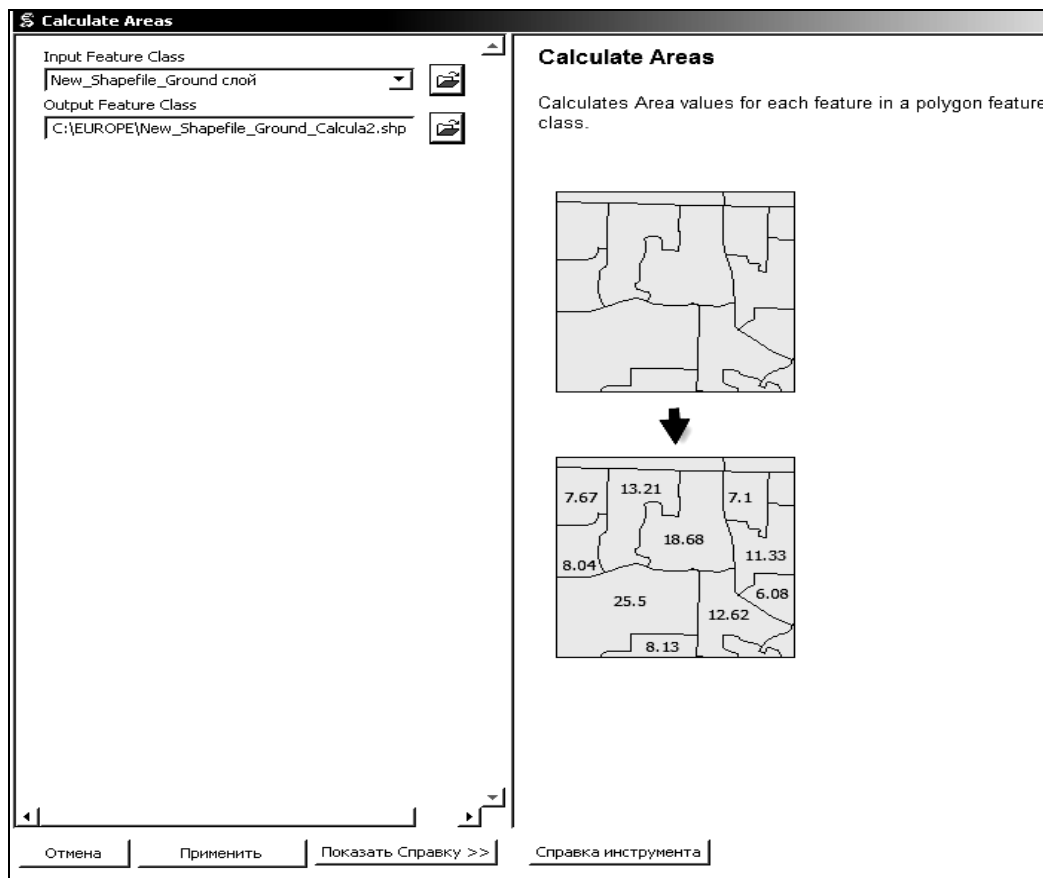 Calculate Areas
Input Feature Class
New_Shapefile_Ground слой
Output Feature Class
C:\EUROPE\New_Shapefile_Ground_Calcula2.shp
Calculate Areas
Calculates Area values for each feature in a polygon feature
class.
7.67
13.21
7.1
18.68
11.33
8.04
6.08
25.5
12.62
8.13
Отмена
Применить
Показать Справку >>
Справка инструмента